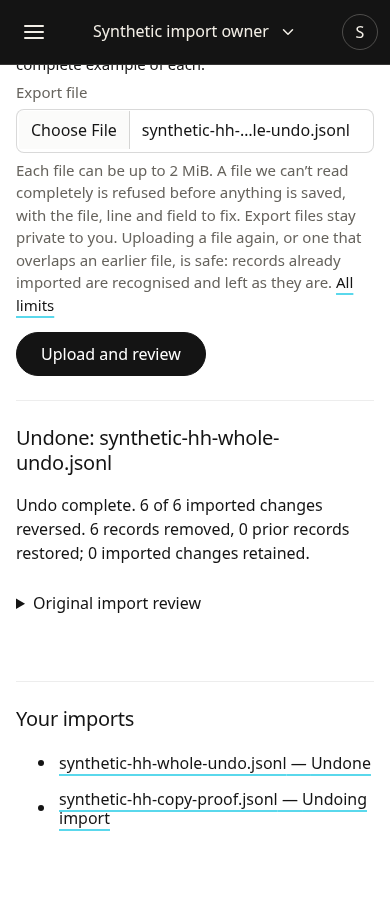 Synthetic import owner
S
complete example of each.
Export file
Choose File synthetic-hh-…le-undo.jsonl
Each file can be up to 2 MiB. A file we can’t read
completely is refused before anything is saved,
with the file, line and field to fix. Export files stay
private to you. Uploading a file again, or one that
overlaps an earlier file, is safe: records already
imported are recognised and left as they are. All
limits
Upload and review
Undone: synthetic-hh-whole-
undo.jsonl
Undo complete. 6 of 6 imported changes
reversed. 6 records removed, 0 prior records
restored; 0 imported changes retained.
Original import review
Your imports
synthetic-hh-whole-undo.jsonl — Undone
synthetic-hh-copy-proof.jsonl — Undoing
import